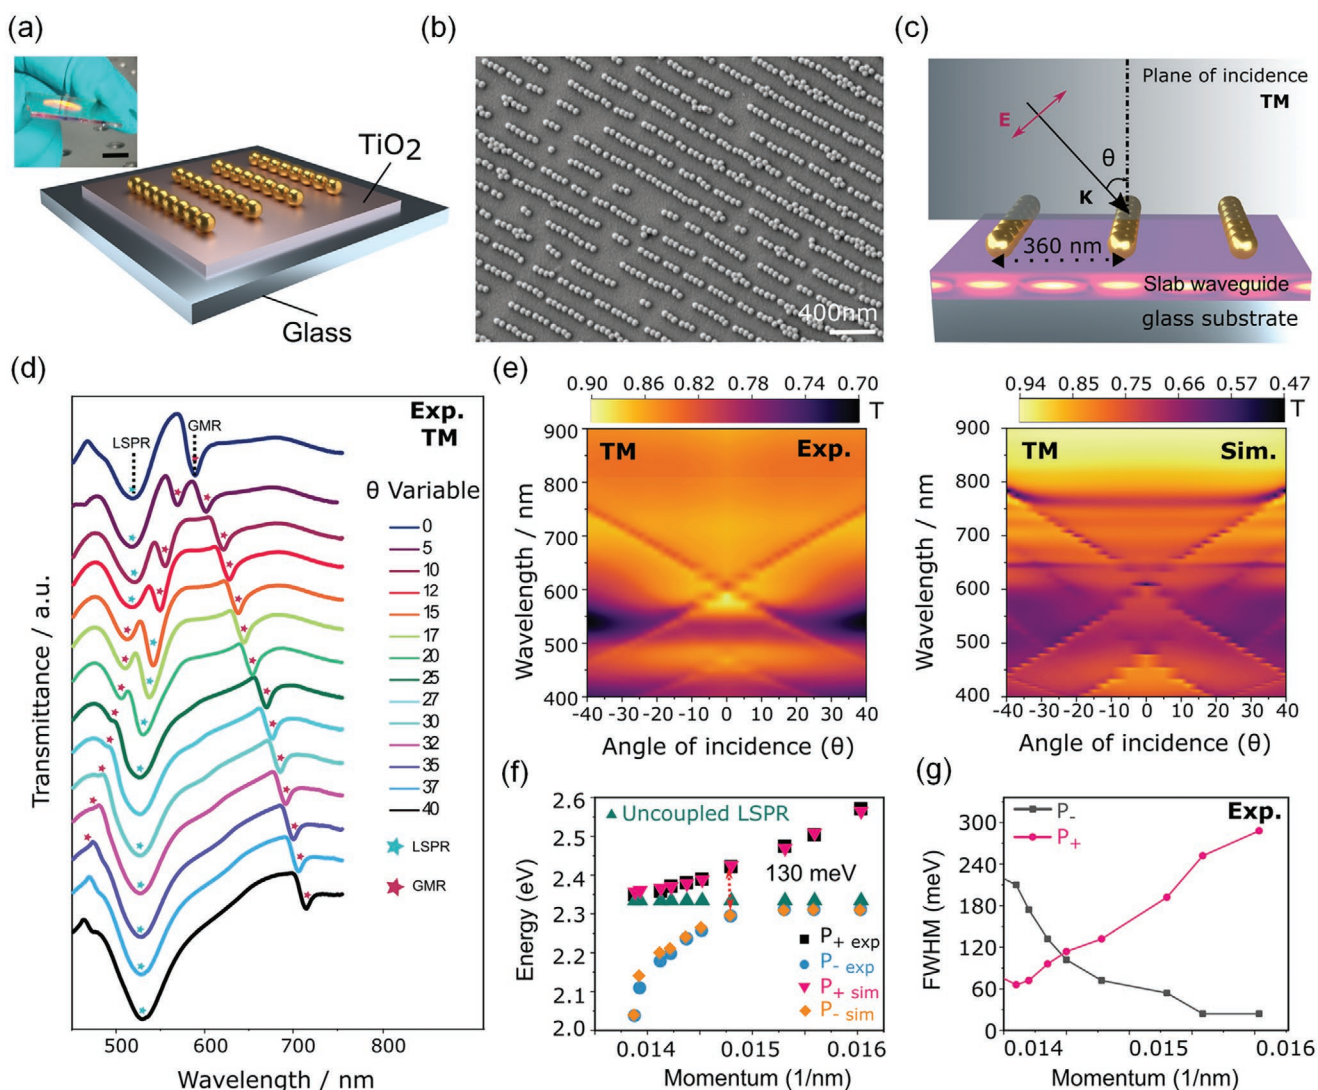 (a)
TiO2
Glass
(b)
400nm
(c)
Plane of incidence
TM
E
θ
K
360 nm
Slab waveguide
glass substrate
(d)
Exp.
TM
LSPR
GMR
θ Variable
0
5
10
12
15
17
20
25
27
30
32
35
37
40
LSPR
GMR
Transmittance / a.u.
500 600 700 800
Wavelength / nm
(e)
0.90 0.86 0.82 0.78 0.74 0.70
T
TM Exp.
900
800
700
600
500
400
Wavelength / nm
-40 -30 -20 -10 0 10 20 30 40
Angle of incidence (θ)
0.94 0.85 0.75 0.66 0.57 0.47
T
TM Sim.
900
800
700
600
500
400
Wavelength / nm
-40 -30 -20 -10 0 10 20 30 40
Angle of incidence (θ)
(f)
2.6
2.5
2.4
2.3
2.2
2.1
2.0
Energy (eV)
Uncoupled LSPR
130 meV
P+ exp
P- exp
P+ sim
P- sim
0.014 0.015 0.016
Momentum (1/nm)
(g)
P-
P+
Exp.
300
240
180
120
60
0
FWHM (meV)
0.014 0.015 0.016
Momentum (1/nm)